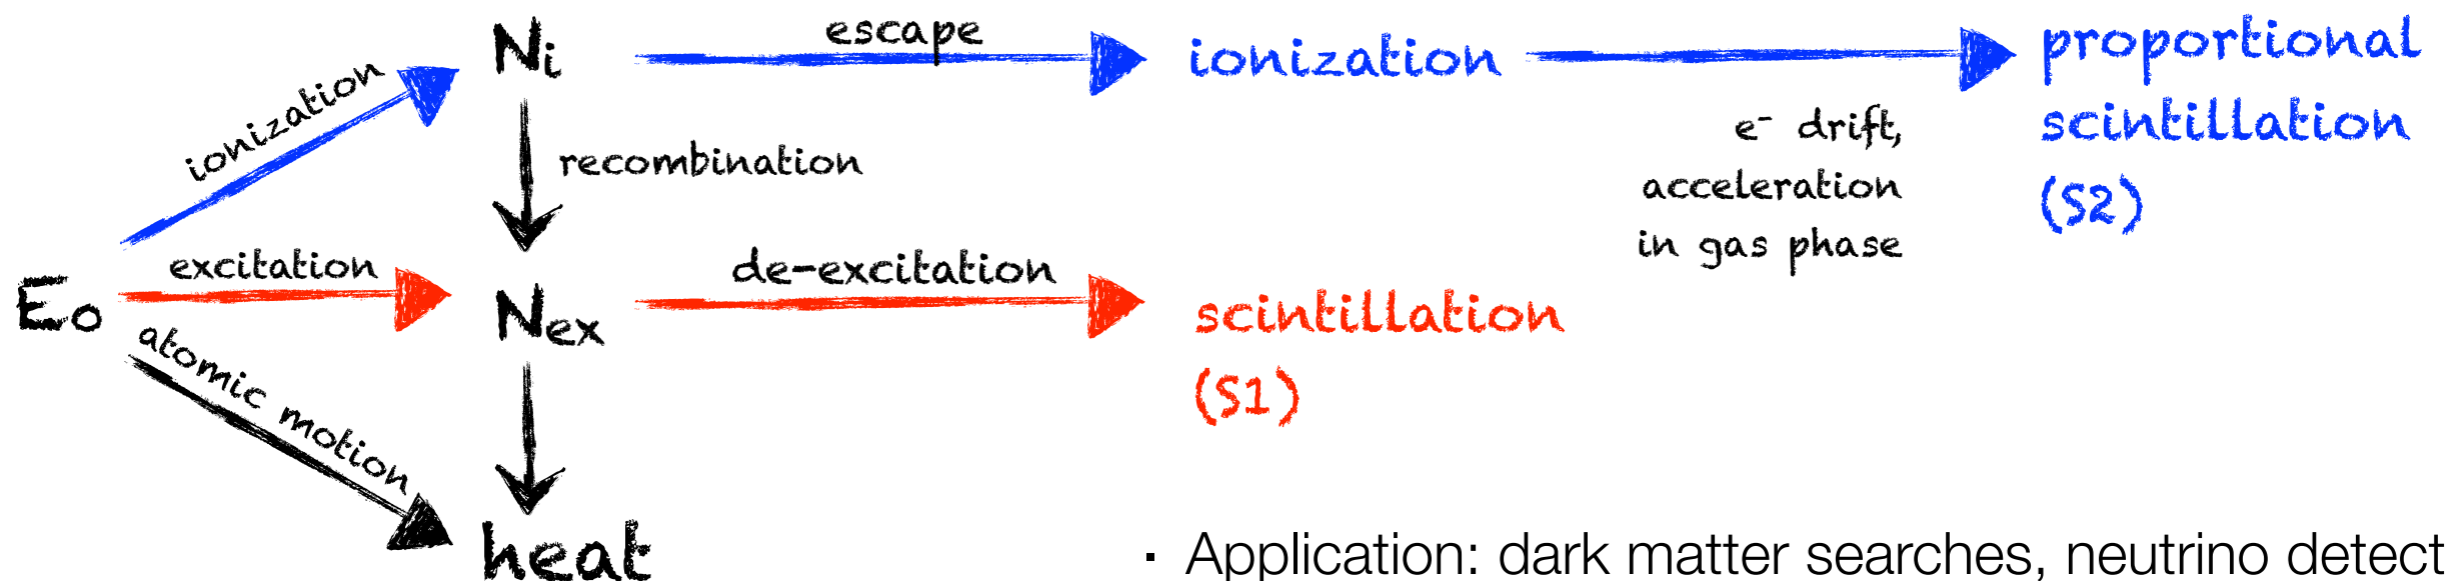 Ni
escape
ionization
proportional
scintillation
(S2)
ionization
recombination
e- drift,
acceleration
in gas phase
Eo
excitation
Nex
de-excitation
scintillation
(S1)
atomic motion
heat
▪ Application: dark matter searches, neutrino detect